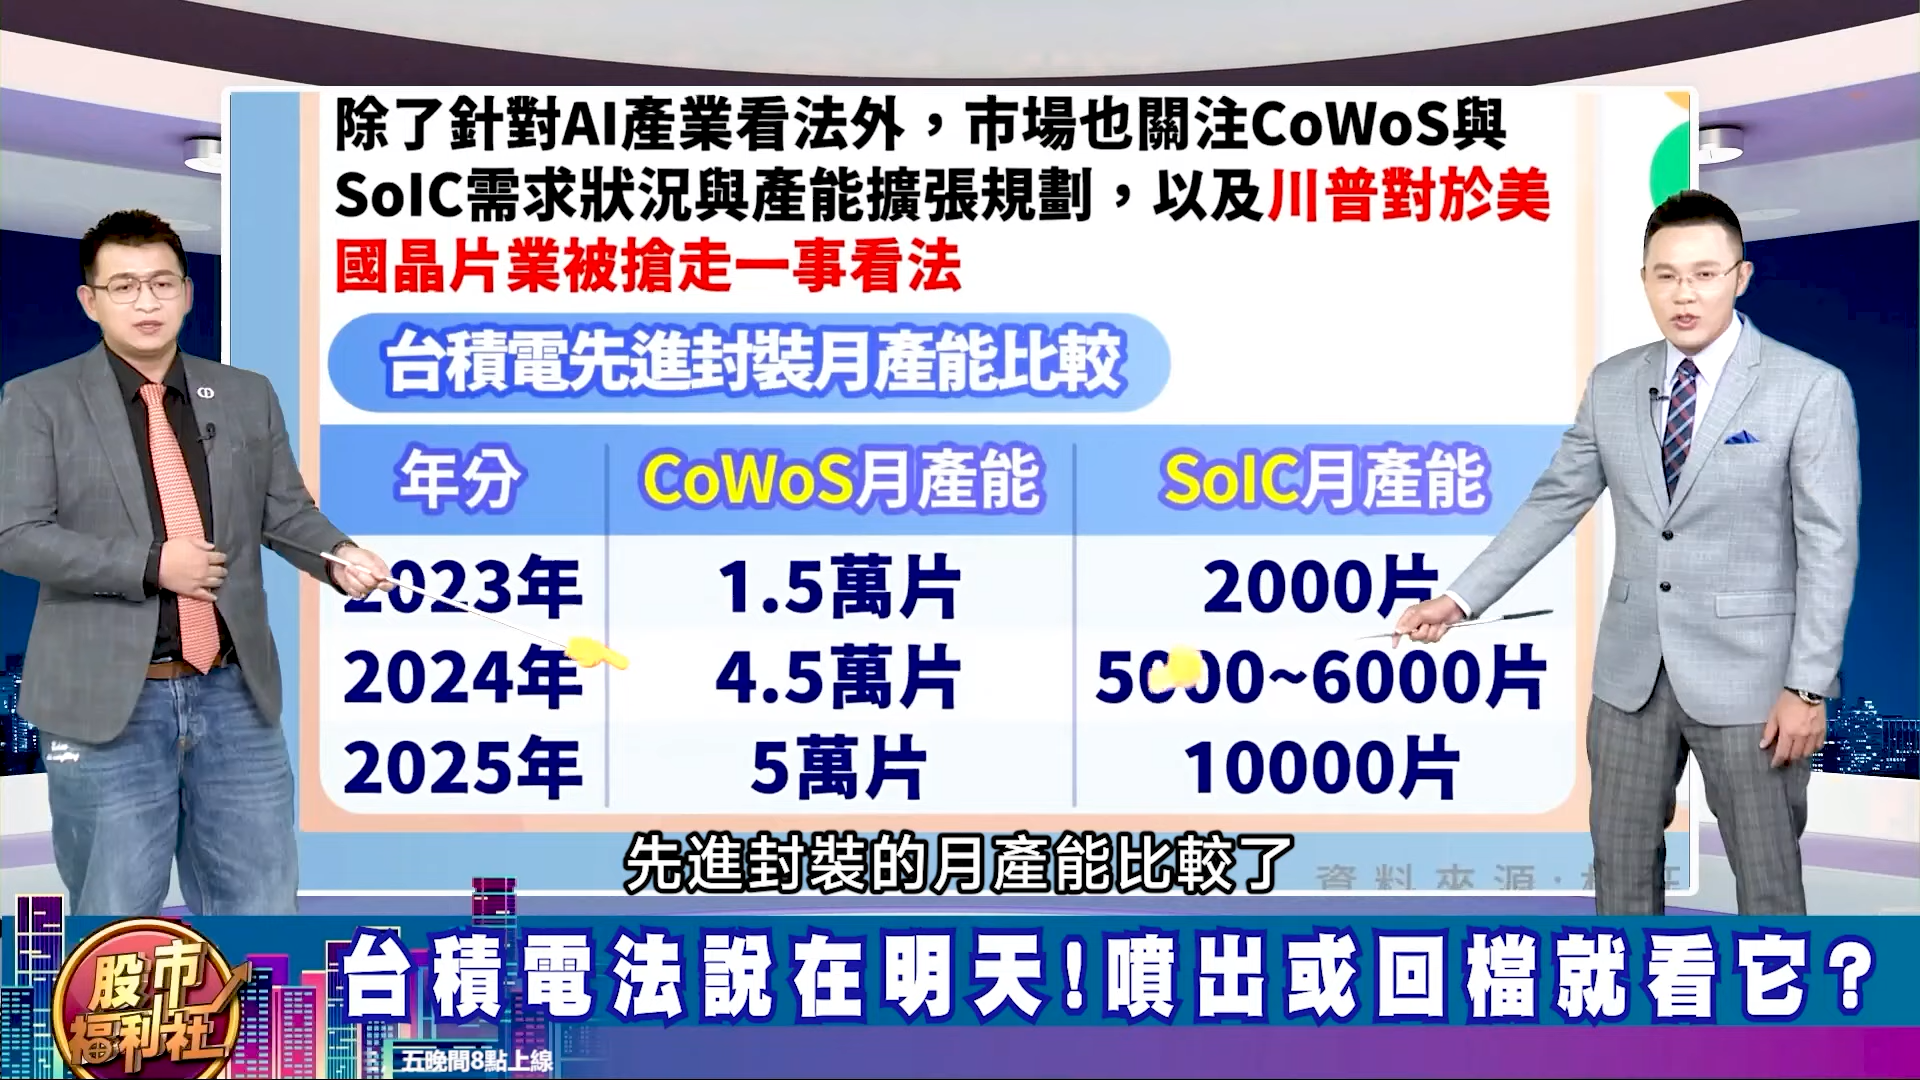 除了針對AI產業看法外，市場也關注CoWoS與
SoIC需求狀況與產能擴張規劃，以及川普對於美
國晶片業被搶走一事看法
台積電先進封裝月產能比較
年分 CoWoS月產能 SoIC月產能
2023年 1.5萬片 2000片
2024年 4.5萬片 5000~6000片
2025年 5萬片 10000片
先進封裝的月產能比較了
資料來源:
台積電法說在明天!噴出或回檔就看它?
股市
福利社
五晚間8點上線